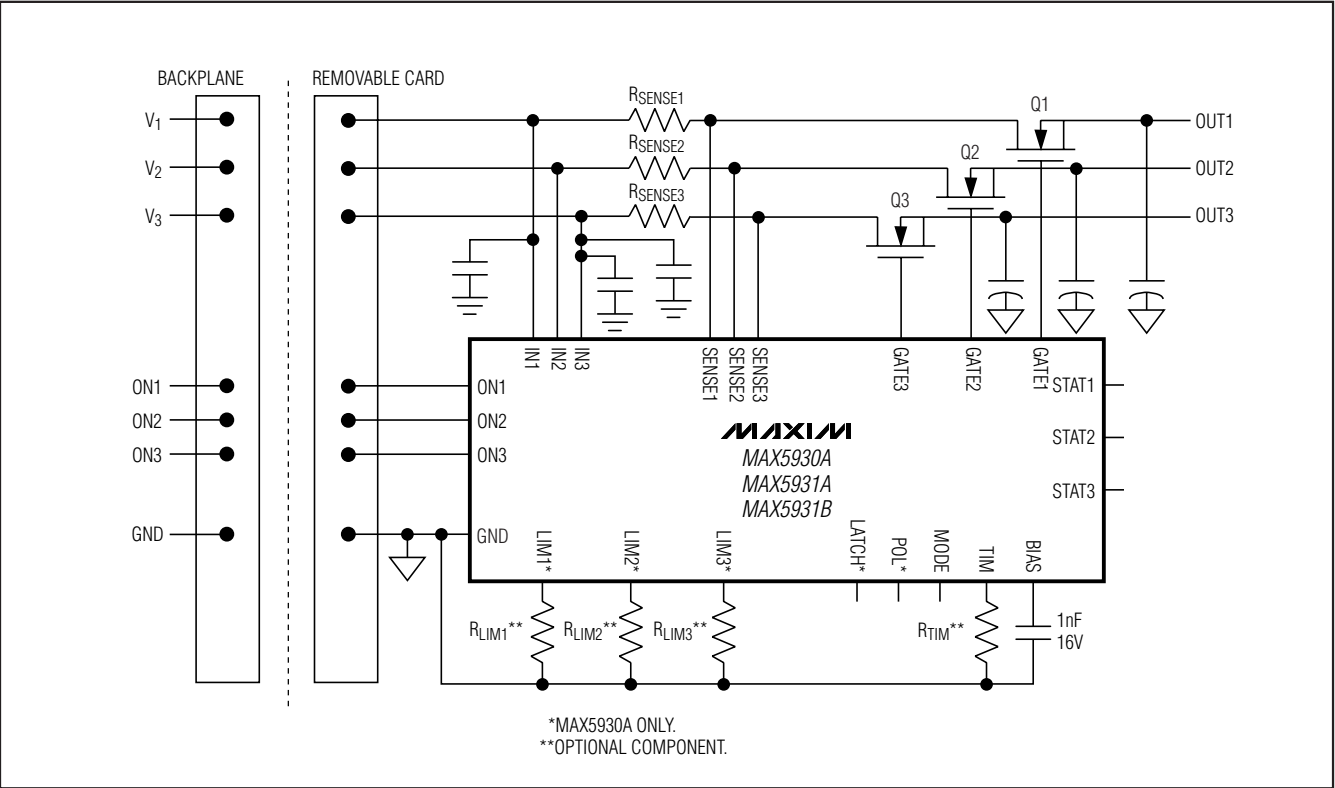 BACKPLANE
REMOVABLE CARD
V1
V2
V3
RSENSE1
RSENSE2
RSENSE3
Q1
Q2
Q3
OUT1
OUT2
OUT3
IN1
IN2
IN3
SENSE1
SENSE2
SENSE3
GATE3
GATE2
GATE1
ON1
ON2
ON3
GND
ON1
ON2
ON3
GND
STAT1
STAT2
STAT3
MAXIM
MAX5930A
MAX5931A
MAX5931B
LIM1*
LIM2*
LIM3*
LATCH*
POL*
MODE
TIM
BIAS
RLIM1**
RLIM2**
RLIM3**
RTIM**
1nF
16V
*MAX5930A ONLY.
**OPTIONAL COMPONENT.